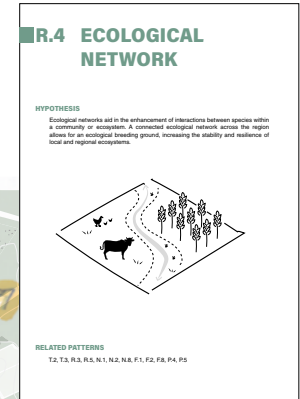 R.4 ECOLOGICAL
NETWORK
HYPOTHESIS
Ecological networks aid in the enhancement of interactions between species within
a community or ecosystem. A connected ecological network across the region
allows for an ecological breeding ground, increasing the stability and resilience of
local and regional ecosystems.
RELATED PATTERNS
T.2, T.3, R.3, R.5, N.1, N.2, N.8, F.1, F.2, F.8, P.4, P.5